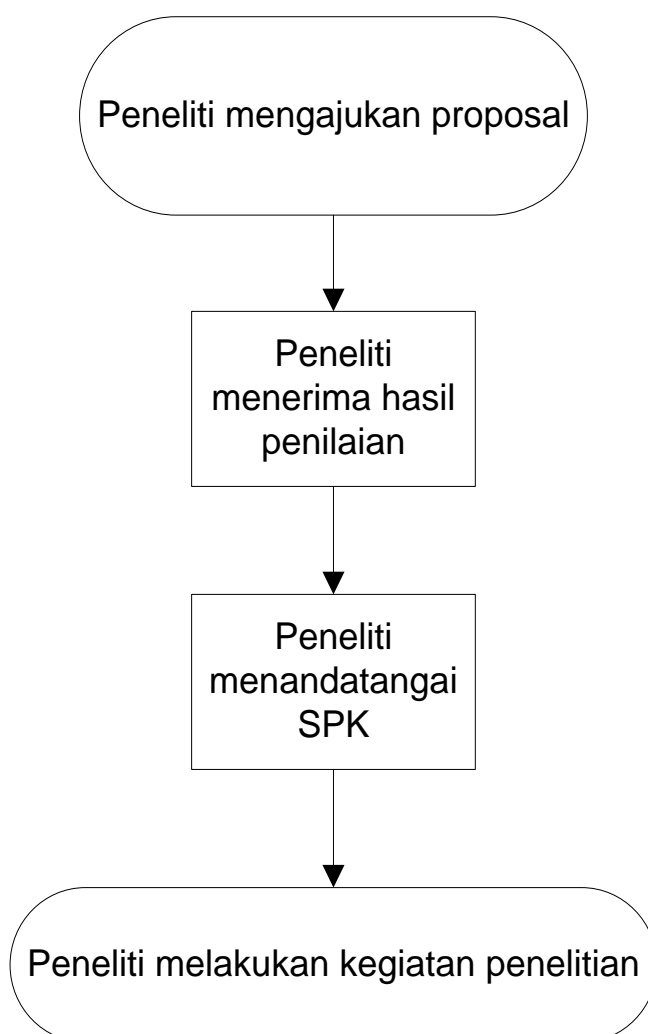 Peneliti mengajukan proposal
Peneliti
menerima hasil
penilaian
Peneliti
menandatangai
SPK
Peneliti melakukan kegiatan penelitian